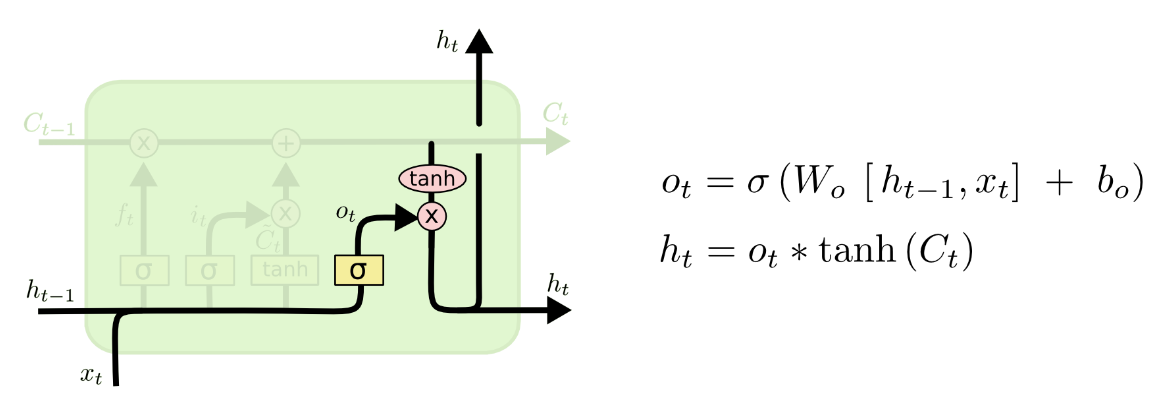 h_t
C_{t-1}
C_t
x
+
tanh
f_t
i_t
o_t
x
x
C̃_t
σ
σ
tanh
σ
h_{t-1}
h_t
x_t
o_t = σ (W_o [h_{t-1}, x_t] + b_o)
h_t = o_t * tanh (C_t)